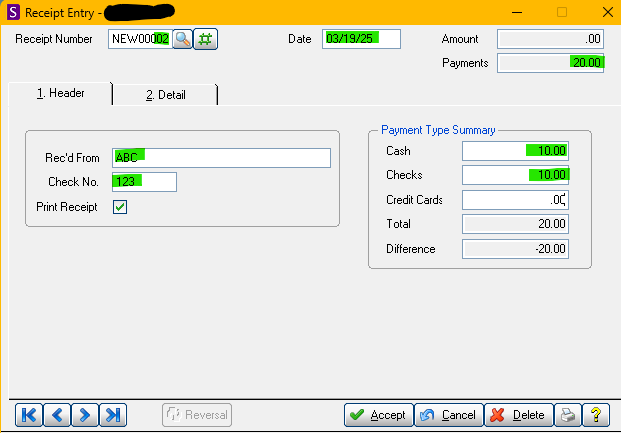 S Receipt Entry -
Receipt Number NEW00002 Date 03/19/25 Amount .00
Payments 20.00
1. Header 2. Detail
Payment Type Summary
Rec'd From ABC Cash 10.00
Check No. 123 Checks 10.00
Print Receipt Credit Cards .00
Total 20.00
Difference -20.00
Reversal Accept Cancel Delete ?